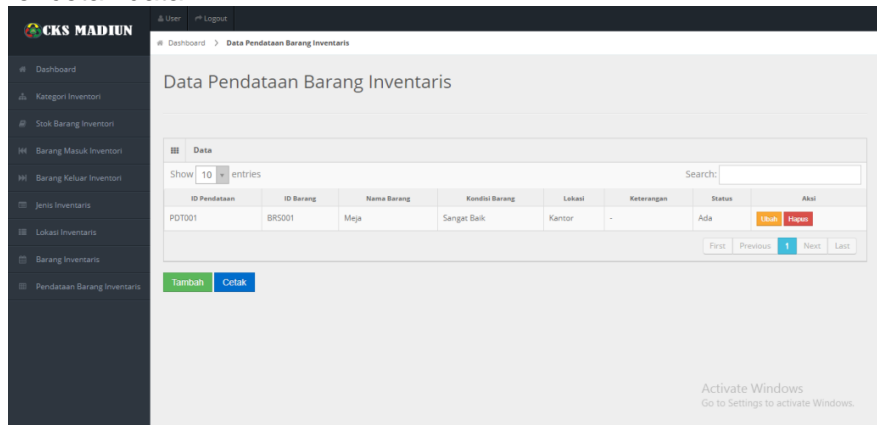 CKS MADIUN
User Logout
Dashboard > Data Pendataan Barang Inventaris
Dashboard
Kategori Inventori
Stok Barang Inventori
Barang Masuk Inventori
Barang Keluar Inventori
Jenis Inventaris
Lokasi Inventaris
Barang Inventaris
Pendataan Barang Inventaris
Data Pendataan Barang Inventaris
Data
Show 10 entries Search:
ID Pendataan ID Barang Nama Barang Kondisi Barang Lokasi Keterangan Status Aksi
PDT001 BRS001 Meja Sangat Baik Kantor - Ada Ubah Hapus
First Previous 1 Next Last
Tambah Cetak
Activate Windows
Go to Settings to activate Windows.